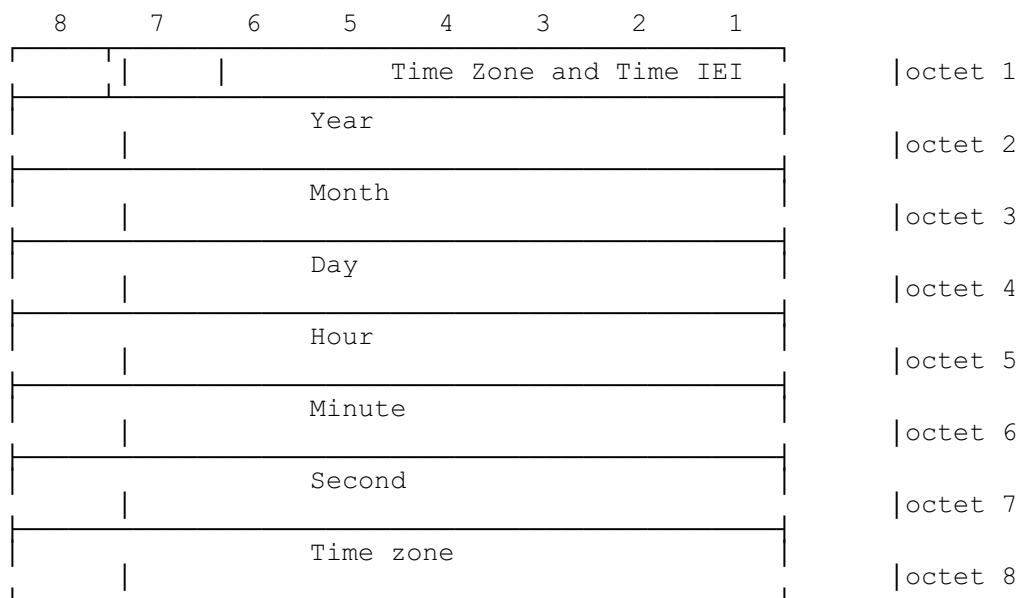 8 7 6 5 4 3 2 1
Time Zone and Time IEI octet 1
Year
octet 2
Month
octet 3
Day
octet 4
Hour
octet 5
Minute
octet 6
Second
octet 7
Time zone
octet 8